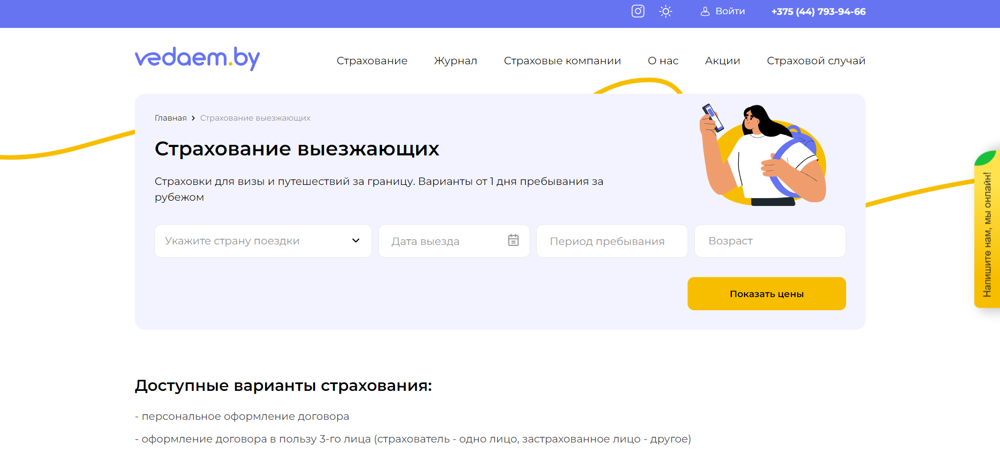 Войти
+375 (44) 793-94-66
vedaem.by
Страхование
Журнал
Страховые компании
О нас
Акции
Страховой случай
Главная
Страхование выезжающих
Страхование выезжающих
Страховки для визы и путешествий за границу. Варианты от 1 дня пребывания за
рубежом
Укажите страну поездки
Дата выезда
Период пребывания
Возраст
Показать цены
Напишите нам, мы онлайн!
Доступные варианты страхования:
- персональное оформление договора
- оформление договора в пользу 3-го лица (страхователь - одно лицо, застрахованное лицо - другое)